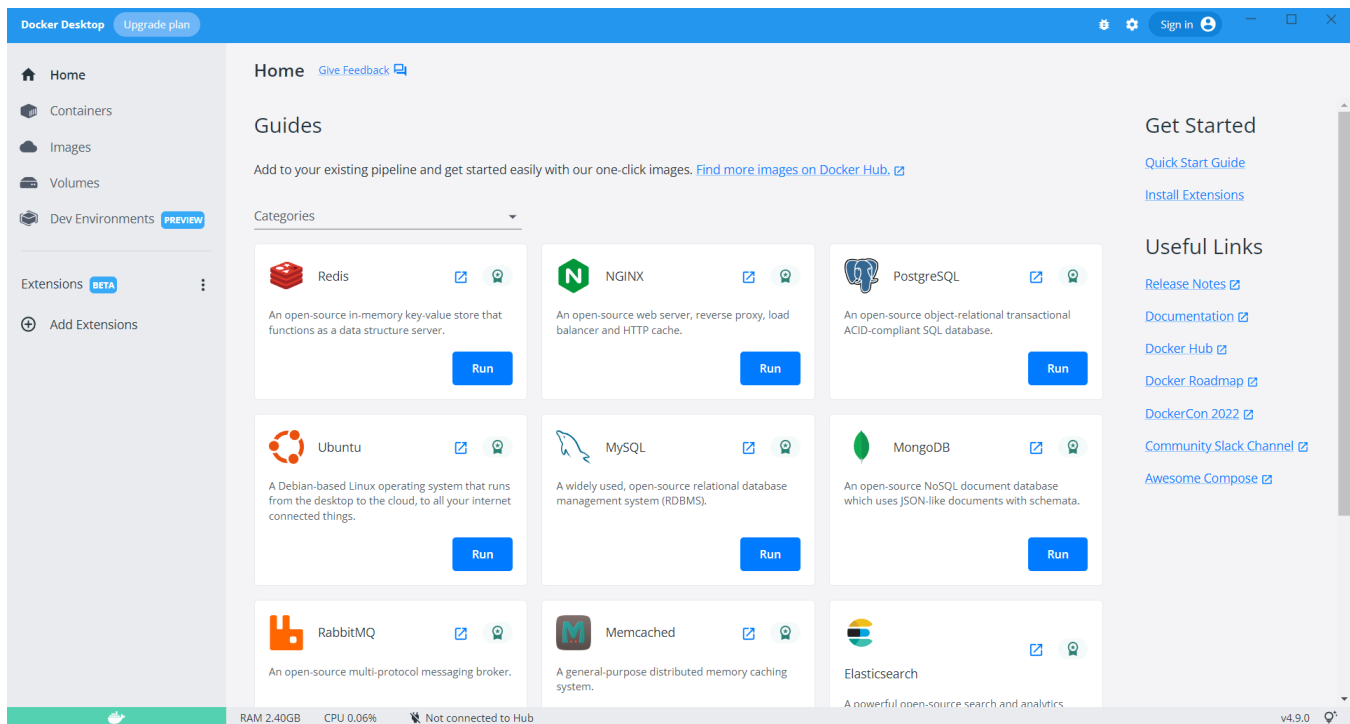 Docker Desktop Upgrade plan Sign in
Home
Containers
Images
Volumes
Dev Environments PREVIEW
Extensions BETA
Add Extensions
Home Give Feedback
Guides
Add to your existing pipeline and get started easily with our one-click images. Find more images on Docker Hub.
Categories
Redis
An open-source in-memory key-value store that
functions as a data structure server.
Run
NGINX
An open-source web server, reverse proxy, load
balancer and HTTP cache.
Run
PostgreSQL
An open-source object-relational transactional
ACID-compliant SQL database.
Run
Ubuntu
A Debian-based Linux operating system that runs
from the desktop to the cloud, to all your internet
connected things.
Run
MySQL
A widely used, open-source relational database
management system (RDBMS).
Run
MongoDB
An open-source NoSQL document database
which uses JSON-like documents with schemata.
Run
RabbitMQ
An open-source multi-protocol messaging broker.
Memcached
A general-purpose distributed memory caching
system.
Elasticsearch
A powerful open-source search and analytics
Get Started
Quick Start Guide
Install Extensions
Useful Links
Release Notes
Documentation
Docker Hub
Docker Roadmap
DockerCon 2022
Community Slack Channel
Awesome Compose
RAM 2.40GB CPU 0.06% Not connected to Hub v4.9.0